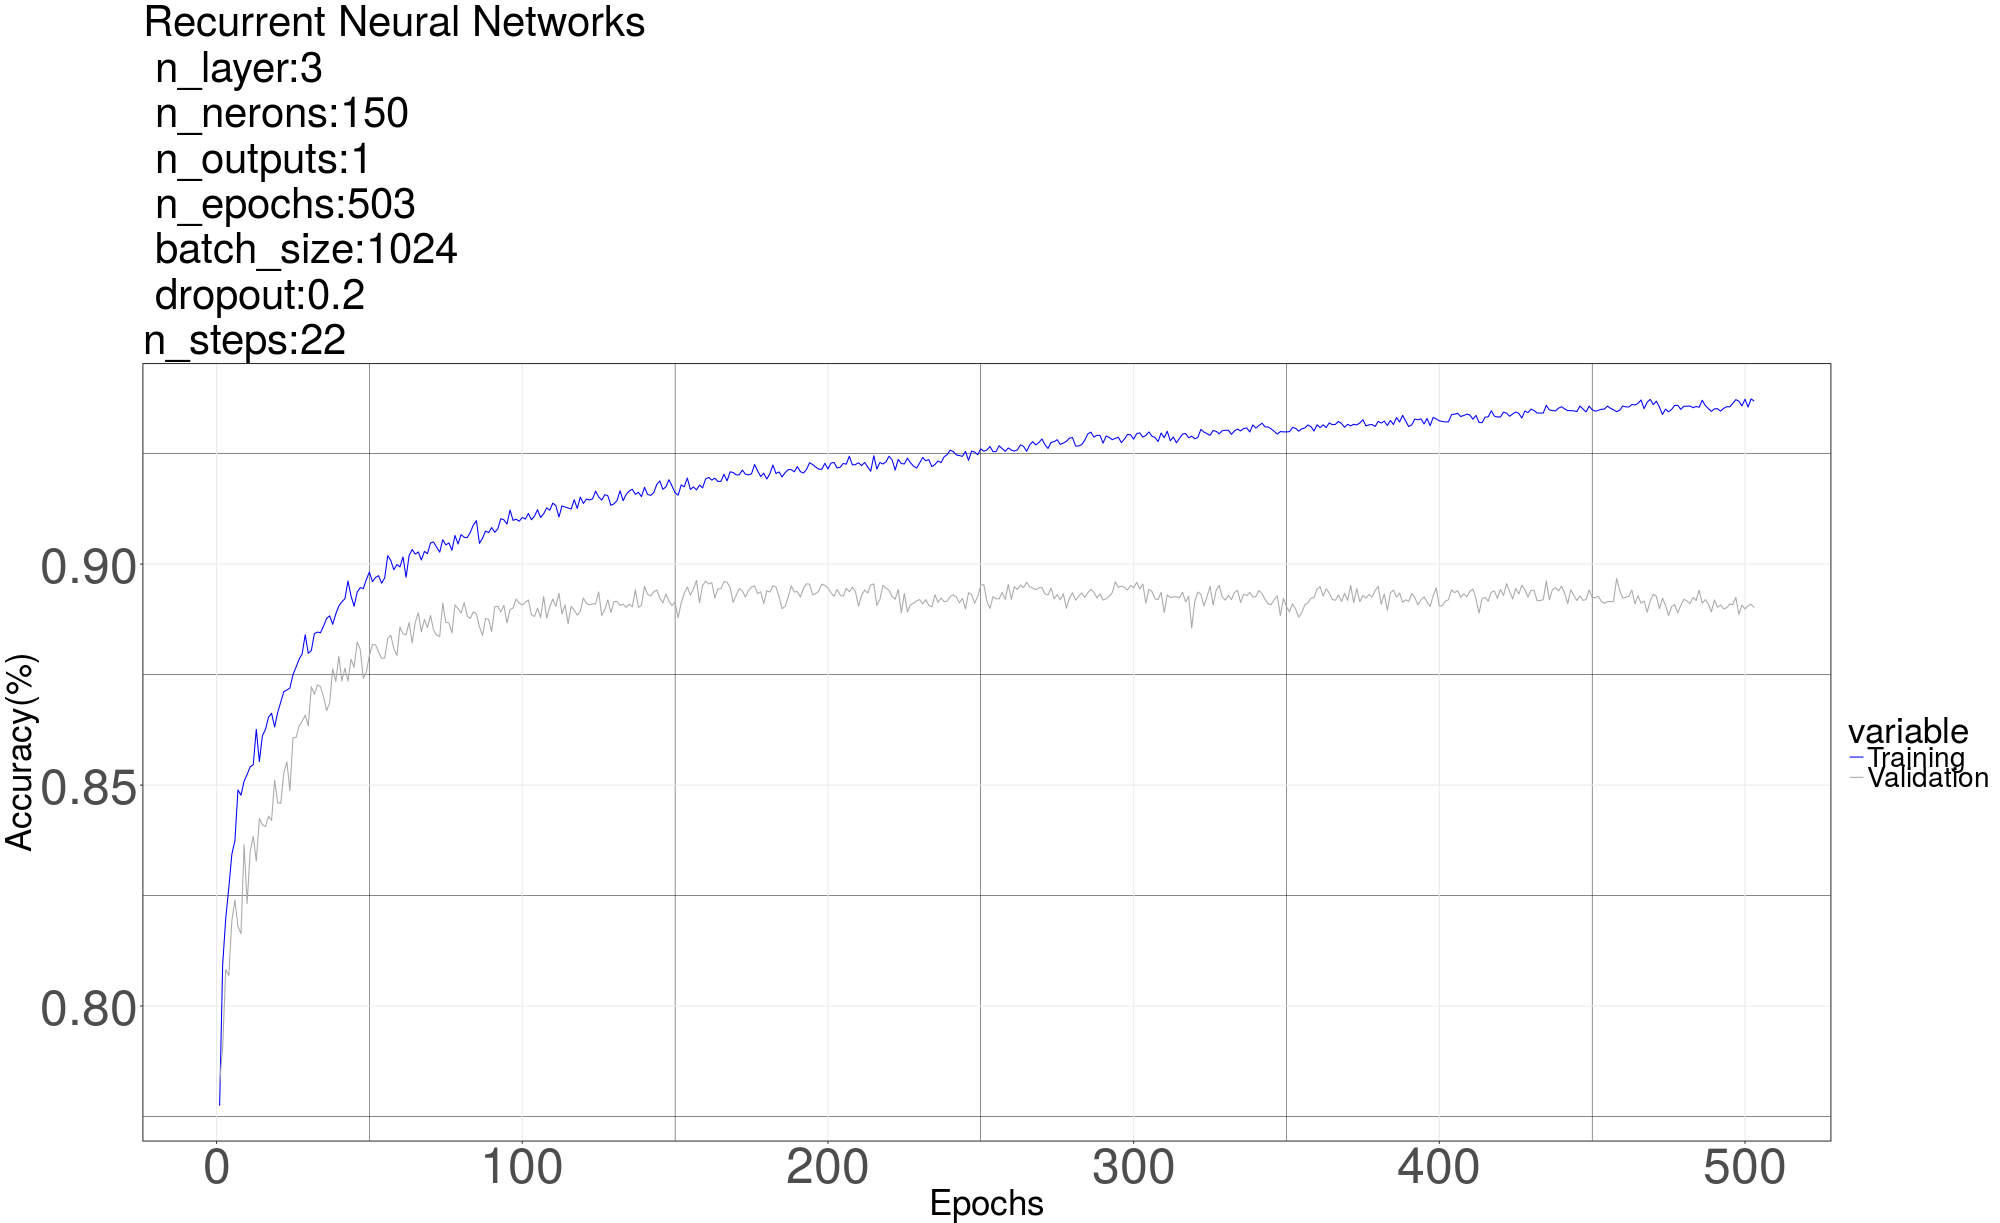 Recurrent Neural Networks
n_layer:3
n_nerons:150
n_outputs:1
n_epochs:503
batch_size:1024
dropout:0.2
n_steps:22
0.90
0.85
0.80
Accuracy(%)
0 100 200 300 400 500
Epochs
variable
Training
Validation